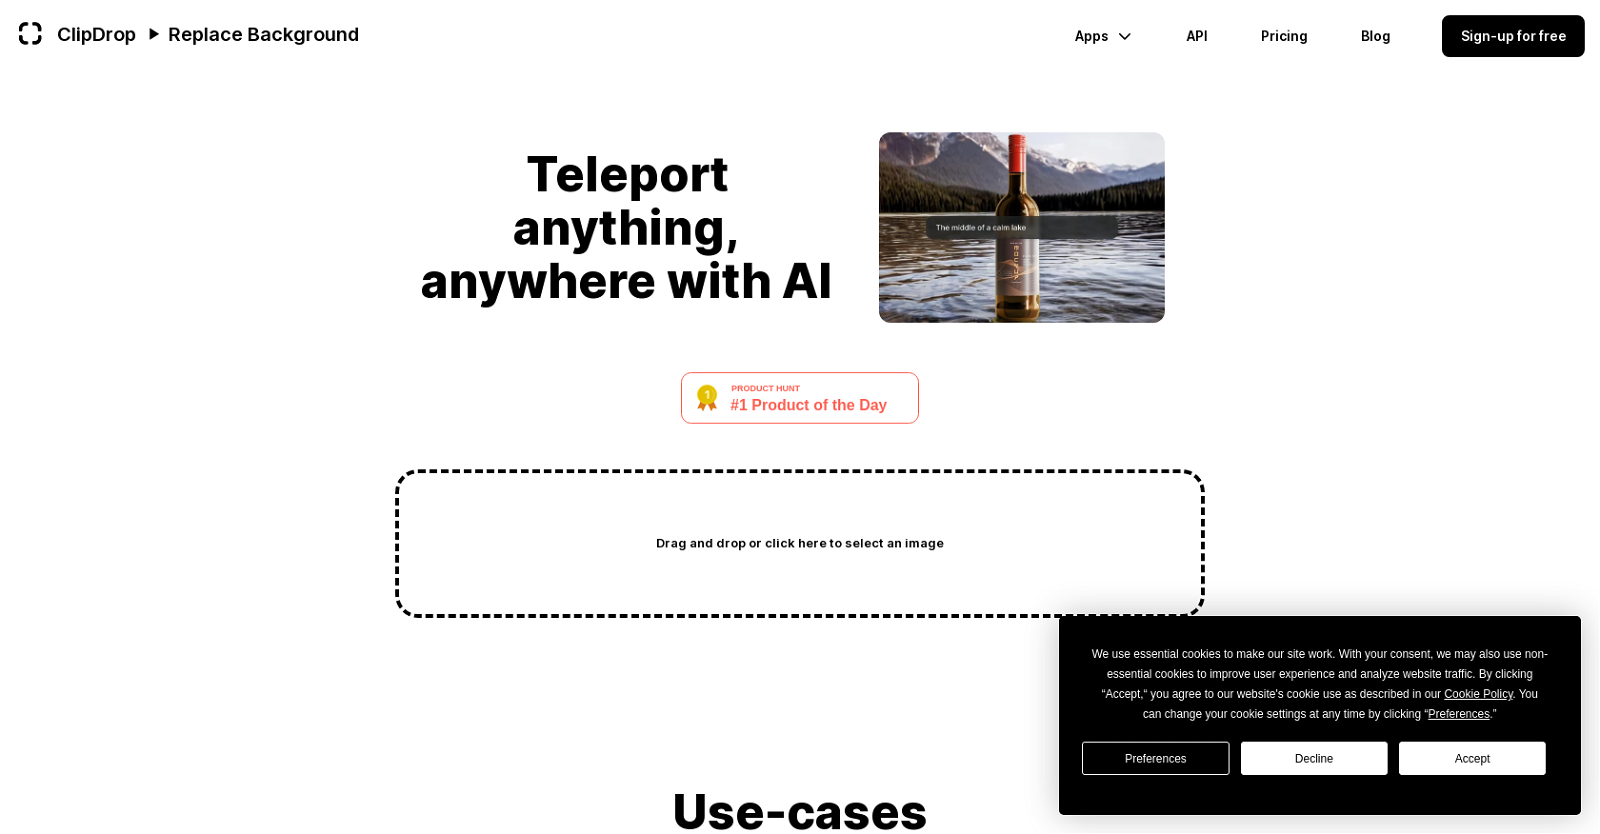 ClipDrop ▶ Replace Background
Apps
API
Pricing
Blog
Sign-up for free
Teleport
anything,
anywhere with AI
The middle of a calm lake
PRODUCT HUNT
#1 Product of the Day
Drag and drop or click here to select an image
We use essential cookies to make our site work. With your consent, we may also use non-
essential cookies to improve user experience and analyze website traffic. By clicking
“Accept,“ you agree to our website's cookie use as described in our Cookie Policy. You
can change your cookie settings at any time by clicking “Preferences.”
Preferences
Decline
Accept
Use-cases